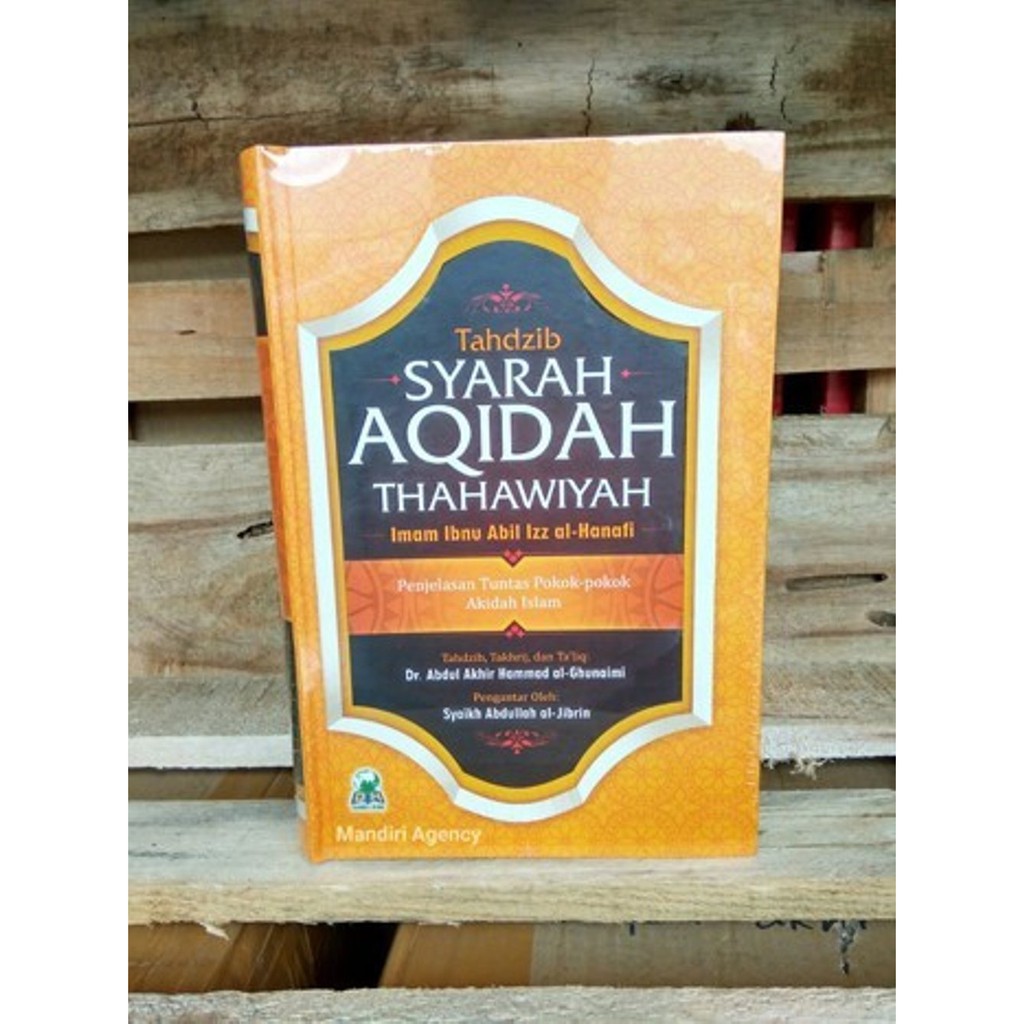 Tahdzib
SYARAH
AQIDAH
THAHAWIYAH
Imam Ibnu Abil Izz al-Hanafi
Penjelasan Tuntas Pokok-pokok
Akidah Islam
Tahdzib, Takhrij, dan Ta'liq:
Dr. Abdul Akhir Hammad al-Ghunaimi
Pengantar Oleh:
Syaikh Abdullah al-Jibrin
Mandiri Agency